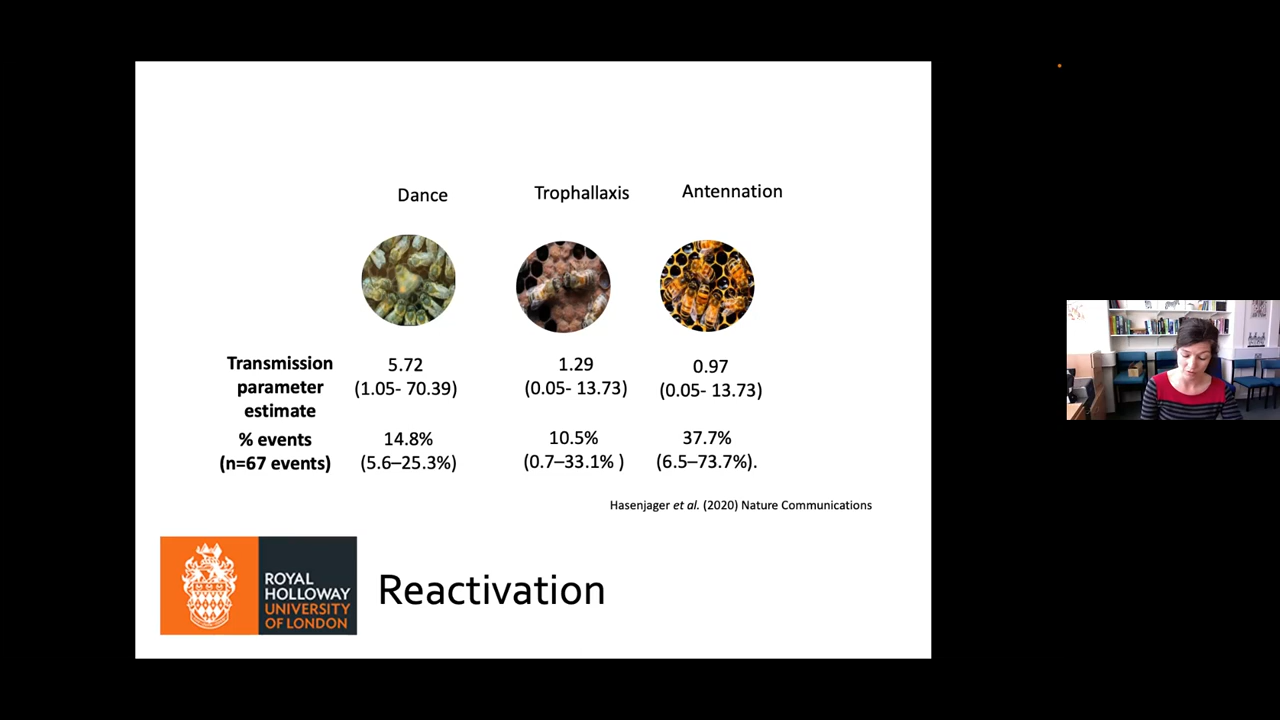 Dance Trophallaxis Antennation
Transmission 5.72 1.29 0.97
parameter (1.05- 70.39) (0.05- 13.73) (0.05- 13.73)
estimate
% events 14.8% 10.5% 37.7%
(n=67 events) (5.6–25.3%) (0.7–33.1% ) (6.5–73.7%).
Hasenjager et al. (2020) Nature Communications
ROYAL
HOLLOWAY
UNIVERSITY
OF LONDON
Reactivation